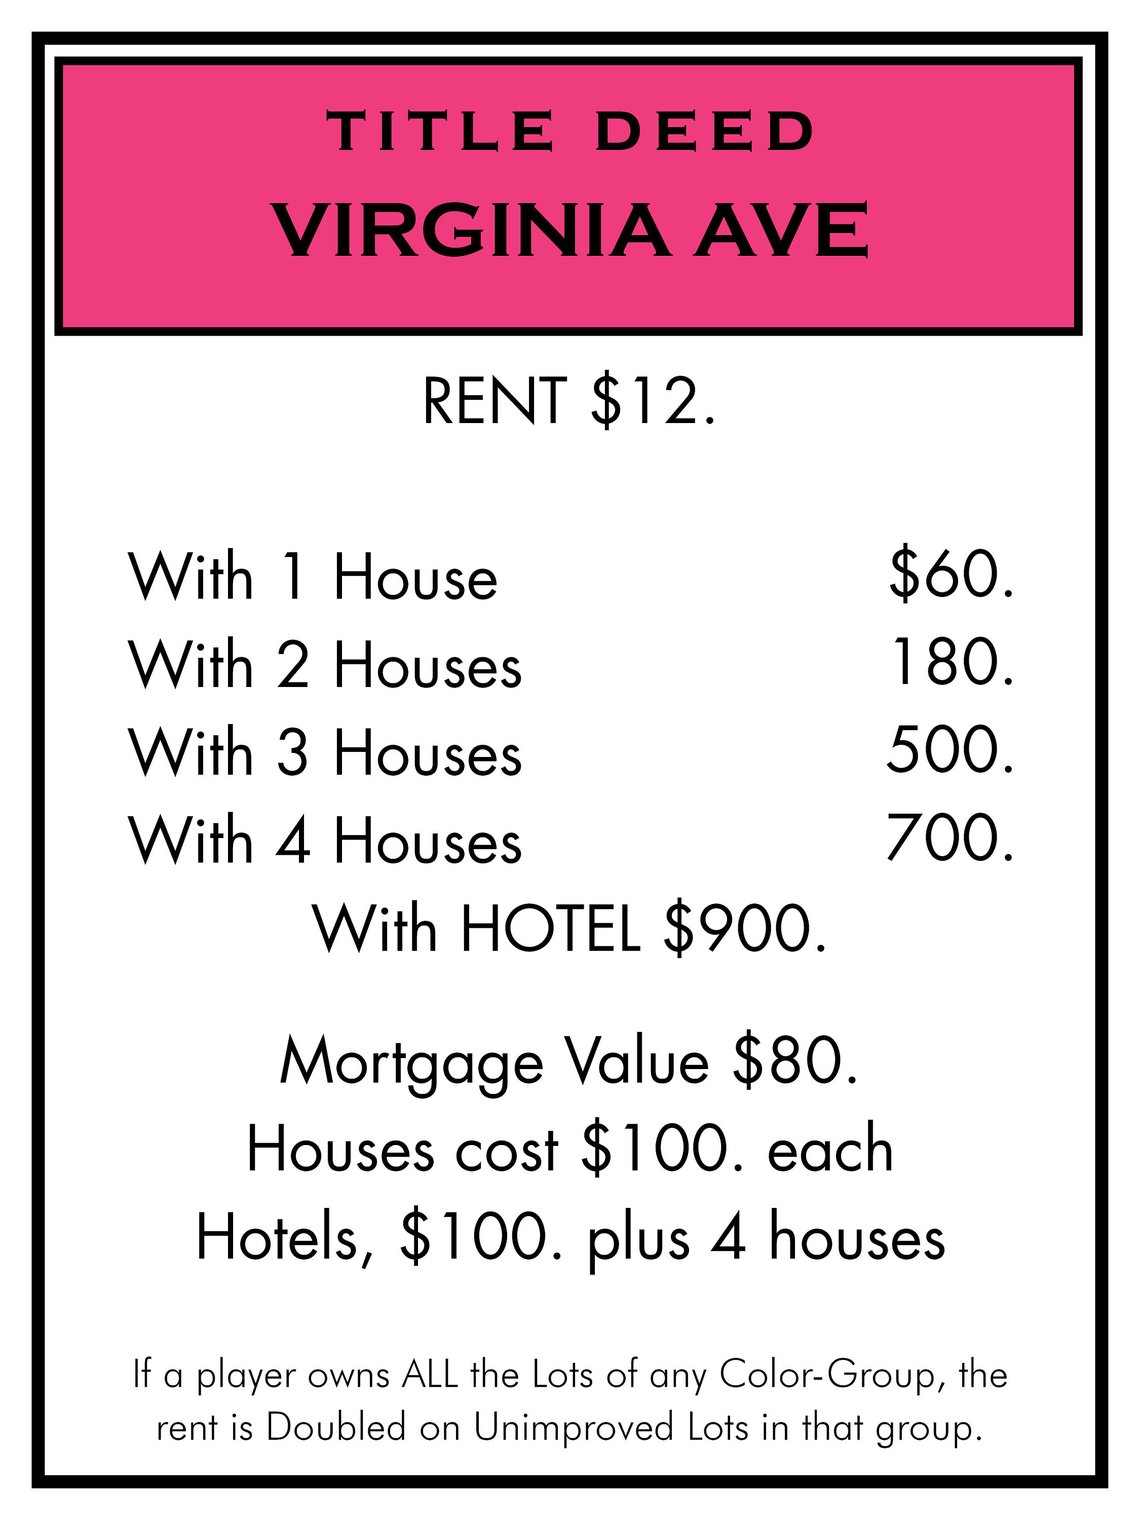 TITLE DEED
VIRGINIA AVE
RENT $12.
With 1 House $60.
With 2 Houses 180.
With 3 Houses 500.
With 4 Houses 700.
With HOTEL $900.
Mortgage Value $80.
Houses cost $100. each
Hotels, $100. plus 4 houses
If a player owns ALL the Lots of any Color-Group, the
rent is Doubled on Unimproved Lots in that group.